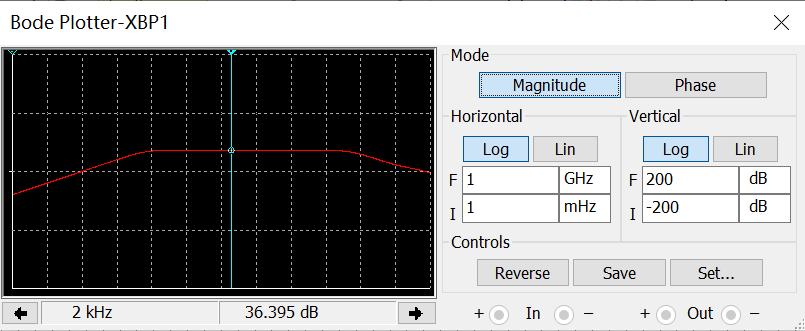 Bode Plotter-XBP1
Mode
Magnitude Phase
Horizontal Vertical
Log Lin Log Lin
F 1 GHz F 200 dB
I 1 mHz I -200 dB
Controls
Reverse Save Set...
2 kHz 36.395 dB + In − + Out −